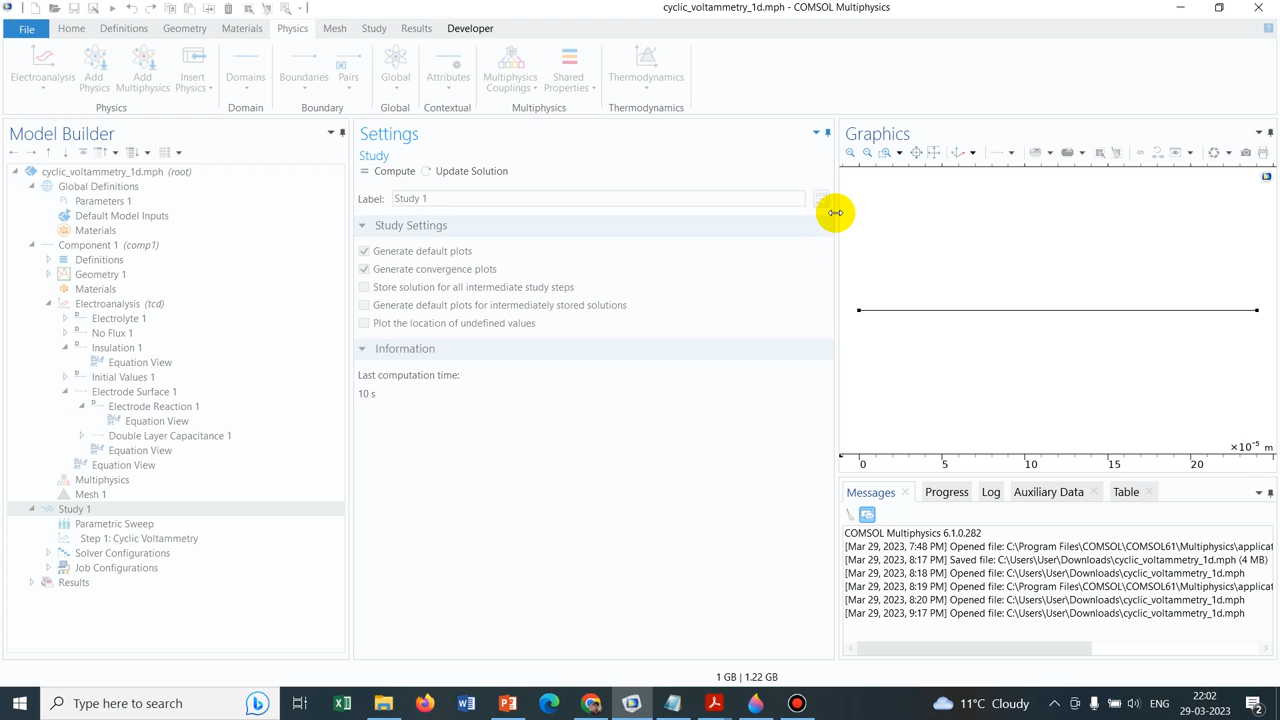 cyclic_voltammetry_1d.mph - COMSOL Multiphysics
File Home Definitions Geometry Materials Physics Mesh Study Results Developer
Electroanalysis Add Physics Add Multiphysics Insert Physics Domains Boundaries Pairs Global Attributes Multiphysics Couplings Shared Properties Thermodynamics
Physics Domain Boundary Global Contextual Multiphysics Thermodynamics
Model Builder
cyclic_voltammetry_1d.mph (root)
Global Definitions
Parameters 1
Default Model Inputs
Materials
Component 1 (comp1)
Definitions
Geometry 1
Materials
Electroanalysis (tcd)
Electrolyte 1
No Flux 1
Insulation 1
Equation View
Initial Values 1
Electrode Surface 1
Electrode Reaction 1
Equation View
Double Layer Capacitance 1
Equation View
Equation View
Multiphysics
Mesh 1
Study 1
Parametric Sweep
Step 1: Cyclic Voltammetry
Solver Configurations
Job Configurations
Results
Settings
Study
Compute Update Solution
Label: Study 1
Study Settings
Generate default plots
Generate convergence plots
Store solution for all intermediate study steps
Generate default plots for intermediately stored solutions
Plot the location of undefined values
Information
Last computation time:
10 s
Graphics
×10⁻⁵ m
0 5 10 15 20
Messages Progress Log Auxiliary Data Table
COMSOL Multiphysics 6.1.0.282
[Mar 29, 2023, 7:48 PM] Opened file: C:\Program Files\COMSOL\COMSOL61\Multiphysics\applicat
[Mar 29, 2023, 8:17 PM] Saved file: C:\Users\User\Downloads\cyclic_voltammetry_1d.mph (4 MB)
[Mar 29, 2023, 8:18 PM] Opened file: C:\Users\User\Downloads\cyclic_voltammetry_1d.mph
[Mar 29, 2023, 8:19 PM] Opened file: C:\Program Files\COMSOL\COMSOL61\Multiphysics\applicat
[Mar 29, 2023, 8:20 PM] Opened file: C:\Users\User\Downloads\cyclic_voltammetry_1d.mph
[Mar 29, 2023, 9:17 PM] Opened file: C:\Users\User\Downloads\cyclic_voltammetry_1d.mph
1 GB | 1.22 GB
Type here to search
11°C Cloudy
ENG
22:02
29-03-2023
2